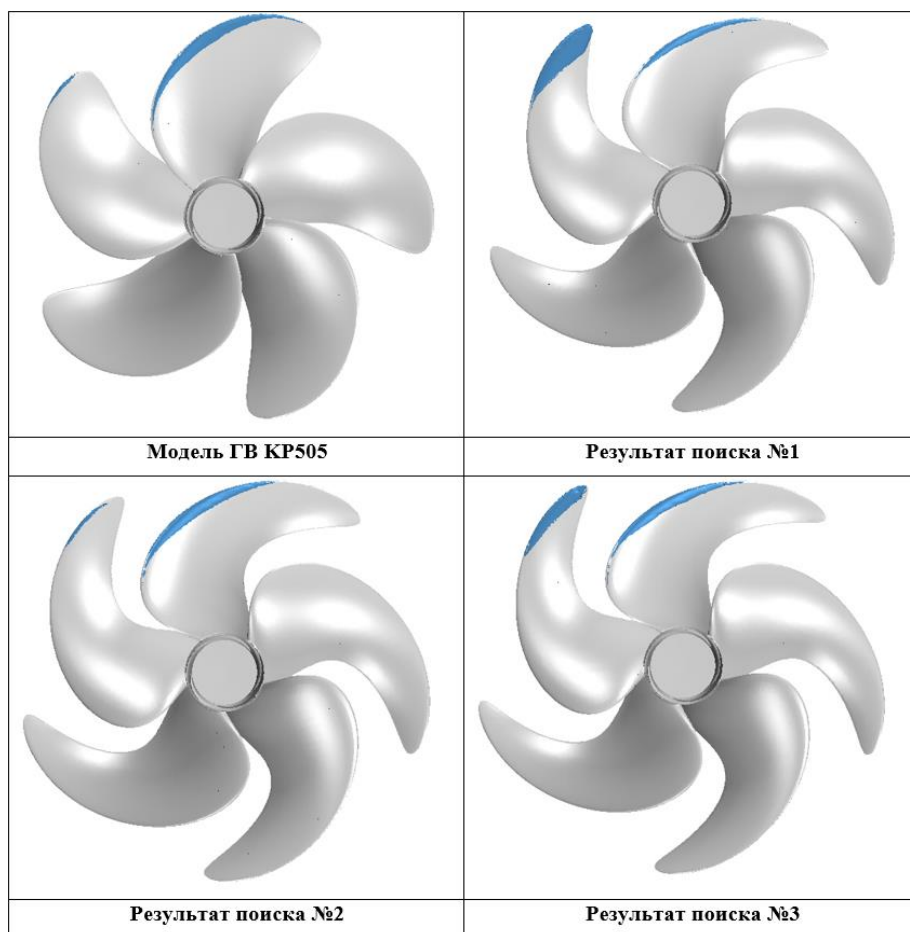 Модель ГВ KP505
Результат поиска №1
Результат поиска №2
Результат поиска №3